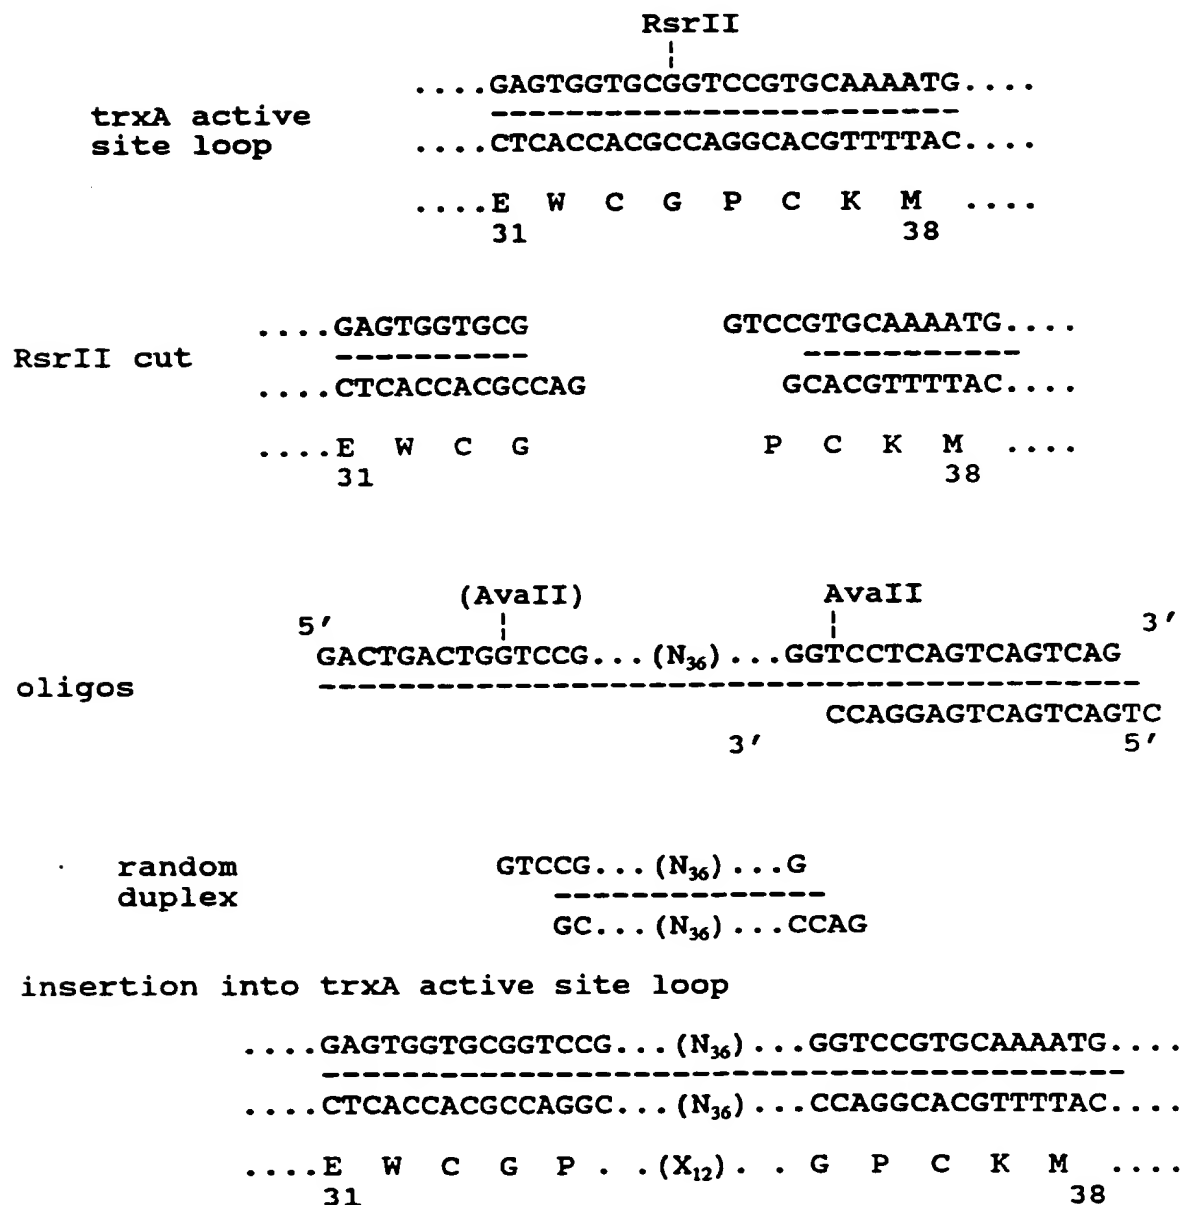 RsrII
....GAGTGGTGCGGTCCGTGCAAAATG....
trxA active
site loop
....CTCACCACGCCAGGCACGTTTTAC....
....E W C G P C K M ....
31 38
....GAGTGGTGCG GTCCGTGCAAAATG....
RsrII cut
....CTCACCACGCCAG GCACGTTTTAC....
....E W C G P C K M ....
31 38
(AvaII) AvaII
5′ 3′
GACTGACTGGTCCG...(N36)...GGTCCTCAGTCAGTCAG
oligos
CCAGGAGTCAGTCAGTC
3′ 5′
random
duplex
GTCCG...(N36)...G
GC...(N36)...CCAG
insertion into trxA active site loop
....GAGTGGTGCGGTCCG...(N36)...GGTCCGTGCAAAATG....
....CTCACCACGCCAGGC...(N36)...CCAGGCACGTTTTAC....
....E W C G P . .(X12). . G P C K M ....
31 38